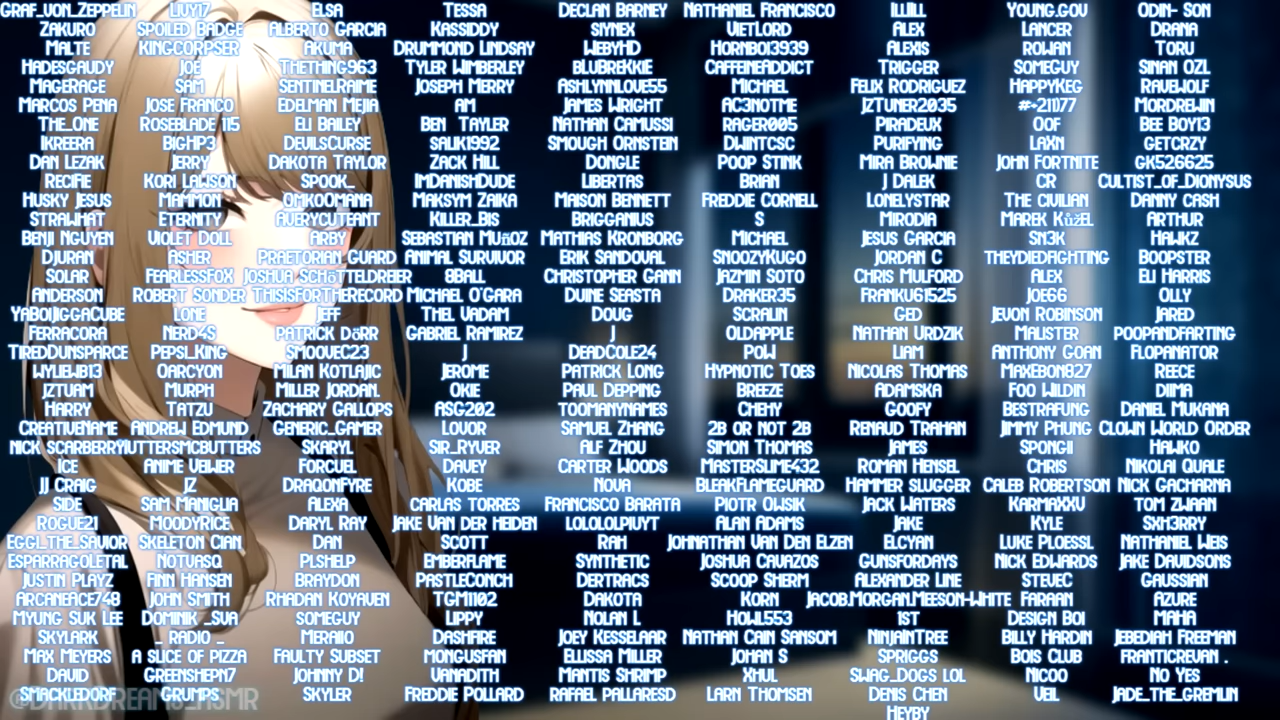 Graf_von_Zeppelin Livy17 Elsa Tessa Declan Barney Nathaniel Francisco Illill Young.gov Odin- Son
Zakuro Spoiled Badge Alberto Garcia Kassiddy Siynex Vietlord Alex Lancer Drana
Malte KingCorpser Akuma Drummond Lindsay WebyHD Hornboi3939 Alexis Rowan Toru
HadesGaudy Joe TheThing963 Tyler Wimberley Blubrekkie CaffeineAddict Trigger SomeGuy Sinan Ozl
MageRage Sam SentinelRaime Joseph Merry Ashlynnlove55 Michael Felix Rodriguez HappyKeg Ravewolf
Marcos Pena Jose Franco Edelman Mejia am James Wright AC3NOTME JzTuner2035 #*21177 Mordrewin
The_One RoseBlade 115 Eli Bailey Ben Taylor Nathan Camussi Rager005 Piradeux Oof Bee Boy13
Ikreera BigHP3 DevilsCurse salik1992 Smough Ornstein Dwintcsc Purifying Laxn Getcrzy
Dan Lezak Jerry Dakota Taylor Zack Hill Dongle Poop Stink Mira Brownie John Fortnite GK526625
Recifie Kori Lawson Spook_ ImDanishDude Libertas Brian J Dalek CR Cultist_of_Dionysus
Husky Jesus Mammon Omkoomana Maksym Zaika Maison Bennett Freddie Cornell LonelyStar The Civilian Danny Cash
Strawhat Eternity Averycuteant Killer_Bis Brigganius S Mirodia Marek Kůžel Arthur
Benji Nguyen Violet Doll Arby Sebastian Muñoz Mathias Kronborg Michael Jesus Garcia Sn3k Hawkz
Djuran Asher Praetorian Guard Animal Survivor Erik Sandoval SnoozyKugo Jordan C TheyDiedAghting Boopster
Solar FearlessFox Joshua Schötteldreier 8Ball Christopher Gann Jazmin Soto Chris Mulford Alex Eli Harris
Anderson Robert Sonder ThisIsForTheRecord Michael O'Gara Dvine Seasta Draker35 Frankv61525 Joe66 Olly
YaBoiJiggaCube Lone Jeff Thel Vadam Doug Scralin Ged Jevon Robinson Jared
Ferracora Nerd4s Patrick Dörr Gabriel Ramirez J OldApple Nathan Urdzik Malister PoopAndFarting
TiredDunsparce Pepsi_King Smoovec23 J DeadCole24 Pow Liam Anthony Goan Flopanator
Wyliewb13 Oarcyon Milan Kotlajic Jerome Patrick Long Hypnotic Toes Nicolas Thomas MaxEbon827 Reece
Jztuam Murph Miller Jordan Okie Paul Depping Breeze Adamska Foo Wildin Diima
Harry Tatzu Zachary Gallops ASG202 TooManyNames Chehy Goofy Bestrafung Daniel Mukana
CreativeName Andrew Edmund Generic_Gamer Lovor Samuel Zhang 2B or not 2B Renaud Trahan Jimmy Phung Clown World Order
Nick Scarberry Skaryl Sir_Ryver Alf Zhou Simon Thomas James Spongii Hawko
Ice Anime Veiwer Forcuel Davey Carter Woods MasterSlime432 Roman Hensel Chris Nikolai Quale
JJ Craig JZ DraqonFyre Kobe Nova BleakFlameGuard Hammer Slugger Caleb Robertson Nick Gacharna
Side Sam Maniglia Alexa Carlas Torres Francisco Barata Piotr Owsik Jack Waters Karmaxxv Tom Zwaan
Rogue21 MoodyRice Daryl Ray Jake Van Der Heiden lolololpiuyt Alan Adams Jake Kyle Sxh3rry
Eggi_The_Savior Skeleton Cian Dan Scott Rah Johnathan Van Den Elzen Elcyan Luke Ploessl Nathaniel Weis
Esparragoletal Notvasq PlsHelp Emberflame Synthetic Joshua Cavazos GunsForDays Nick Edwards Jake Davidsons
Justin Playz Finn Hansen Braydon PastleConch Dertracs Scoop Sherm Alexander Line SteveC Gaussian
ArcaneAce748 John Smith Rhadan Koyaven TGM1102 Dakota Korn Jacob.Morgan.Meeson-White Faraan Azure
Myung Suk Lee Dominik _Sva SomeGuy Lippy Nolan L Howl553 1st Design Boi Maha
Skylark _ Radio _ Merallo Dashfire Joey Kesselaar Nathan Cain Sansom NinjaInTree Billy Hardin Jebediah Freeman
Max Meyers A Slice Of Pizza Faulty Subset MongusFan Ellissa Miller Johan S Spriggs Bois Club FranticRevan .
David Greenshepn7 Johnny D! Vanadith Mantis Shrimp Xhul Swag_Dogs LOL Nicoo No Yes
Smackledorf Grumps Skyler Freddie Pollard Rafael Pallaresd Larn Thomsen Denis Chen Veil Jade_The_Gremlin
@DarkDreamseASMR
Heyby